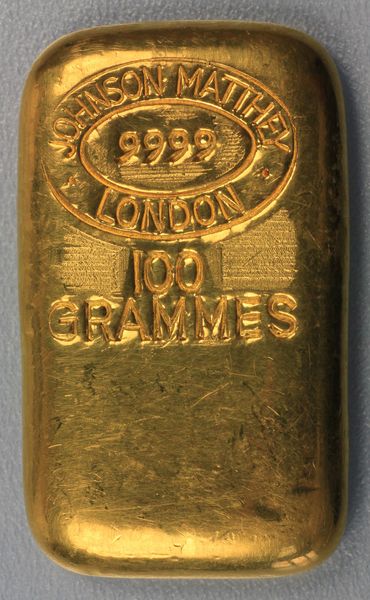 JOHNSON MATTHEY
9999
LONDON
100
GRAMMES